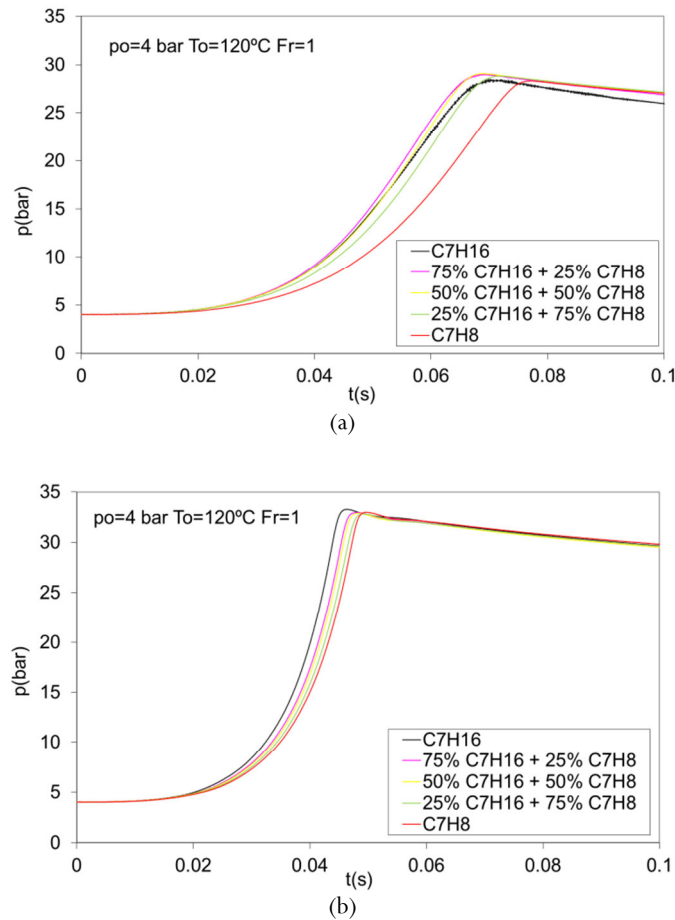 35
po=4 bar To=120ºC Fr=1
30
25
20
15
10
5
0
p(bar)
C7H16
75% C7H16 + 25% C7H8
50% C7H16 + 50% C7H8
25% C7H16 + 75% C7H8
C7H8
0 0.02 0.04 0.06 0.08 0.1
t(s)
(a)
35
po=4 bar To=120ºC Fr=1
30
25
20
15
10
5
0
p(bar)
C7H16
75% C7H16 + 25% C7H8
50% C7H16 + 50% C7H8
25% C7H16 + 75% C7H8
C7H8
0 0.02 0.04 0.06 0.08 0.1
t(s)
(b)